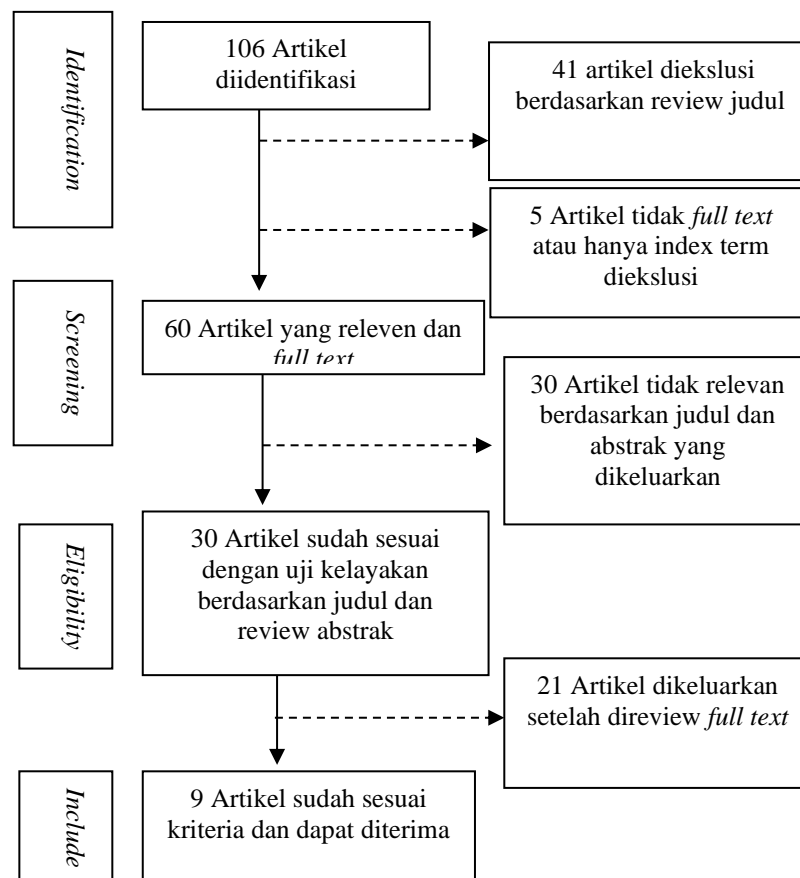 Identification
106 Artikel
diidentifikasi
41 artikel diekslusi
berdasarkan review judul
5 Artikel tidak full text
atau hanya index term
diekslusi
Screening
60 Artikel yang releven dan
full text
30 Artikel tidak relevan
berdasarkan judul dan
abstrak yang
dikeluarkan
Eligibility
30 Artikel sudah sesuai
dengan uji kelayakan
berdasarkan judul dan
review abstrak
21 Artikel dikeluarkan
setelah direview full text
Include
9 Artikel sudah sesuai
kriteria dan dapat diterima